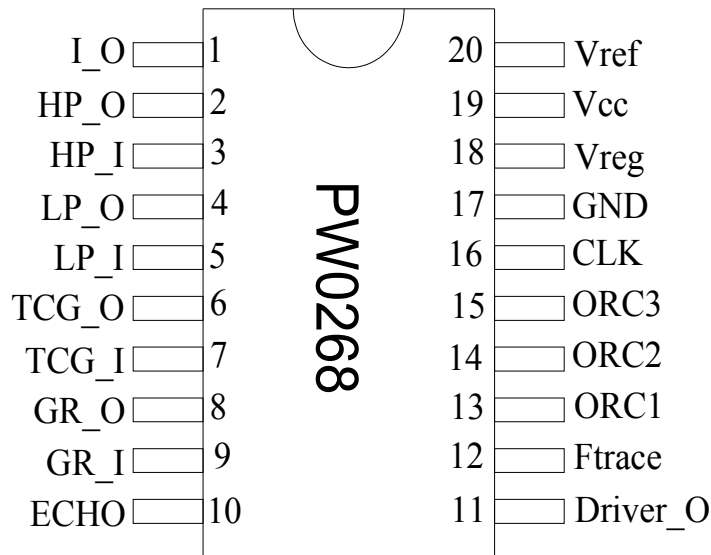 I_O 1 20 Vref
HP_O 2 19 Vcc
HP_I 3 18 Vreg
LP_O 4 17 GND
LP_I 5 16 CLK
TCG_O 6 15 ORC3
TCG_I 7 14 ORC2
GR_O 8 13 ORC1
GR_I 9 12 Ftrace
ECHO 10 11 Driver_O
PW0268